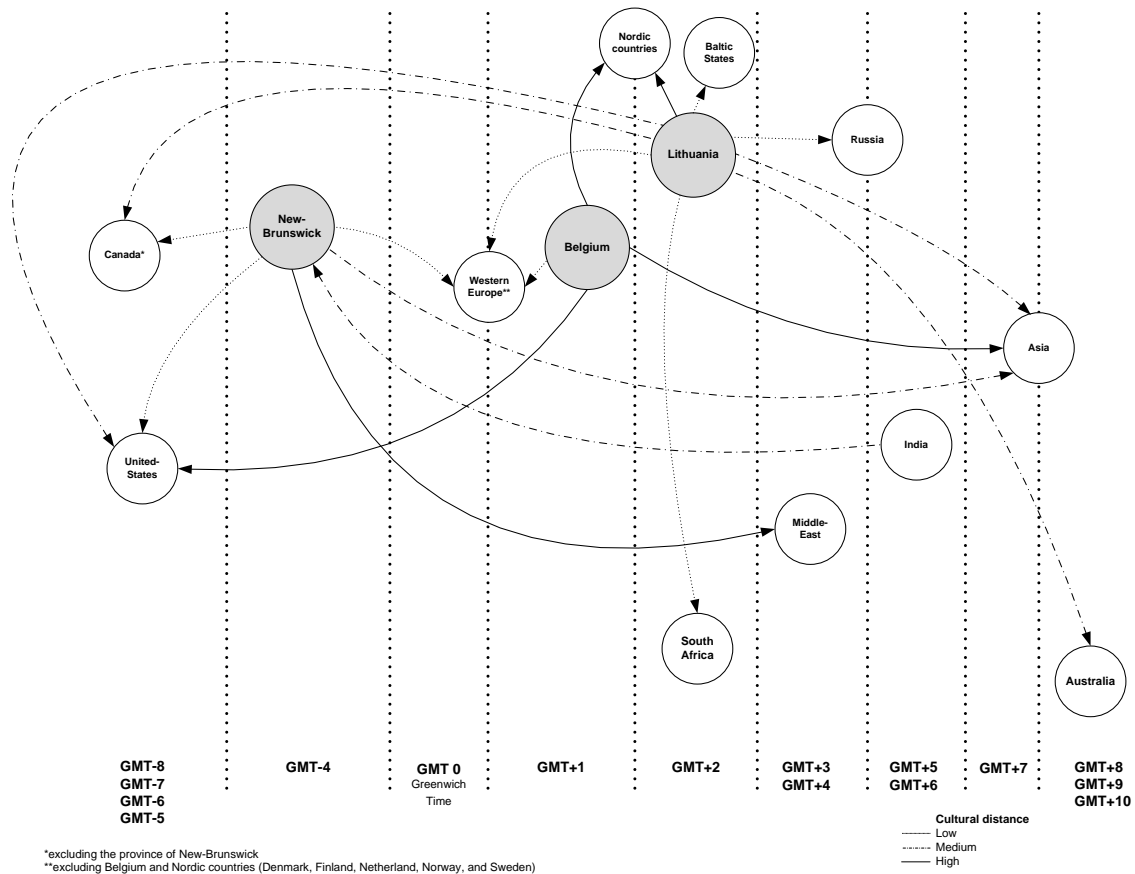 Nordic
countries
Baltic
States
Lithuania
Russia
New-
Brunswick
Canada*
Belgium
Western
Europe**
Asia
United-
States
India
Middle-
East
South
Africa
Australia
GMT-8
GMT-7
GMT-6
GMT-5
GMT-4
GMT 0
Greenwich
Time
GMT+1
GMT+2
GMT+3
GMT+4
GMT+5
GMT+6
GMT+7
GMT+8
GMT+9
GMT+10
Cultural distance
Low
Medium
High
*excluding the province of New-Brunswick
**excluding Belgium and Nordic countries (Denmark, Finland, Netherland, Norway, and Sweden)